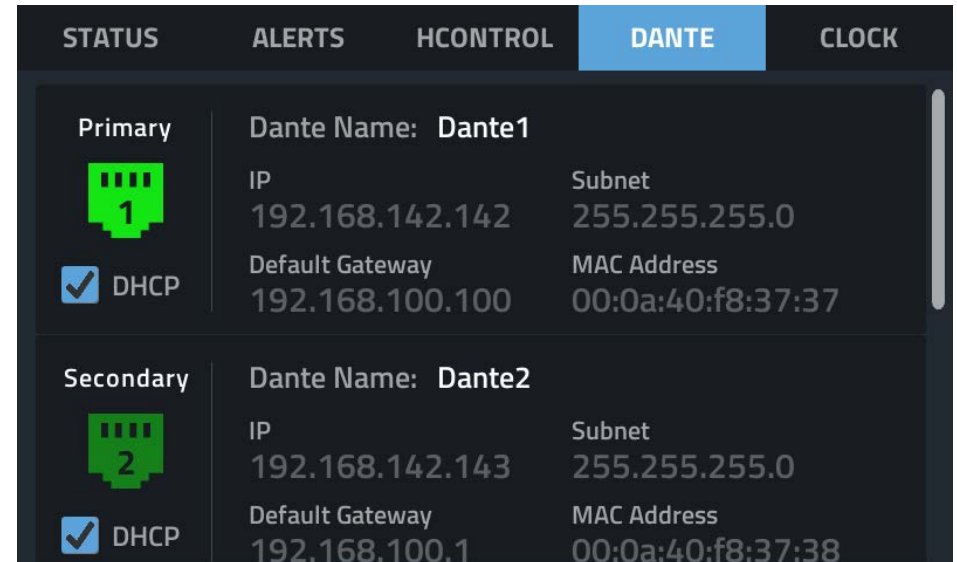 STATUS ALERTS HCONTROL DANTE CLOCK
Primary
1
DHCP
Dante Name: Dante1
IP Subnet
192.168.142.142 255.255.255.0
Default Gateway MAC Address
192.168.100.100 00:0a:40:f8:37:37
Secondary
2
DHCP
Dante Name: Dante2
IP Subnet
192.168.142.143 255.255.255.0
Default Gateway MAC Address
192.168.100.1 00:0a:40:f8:37:38